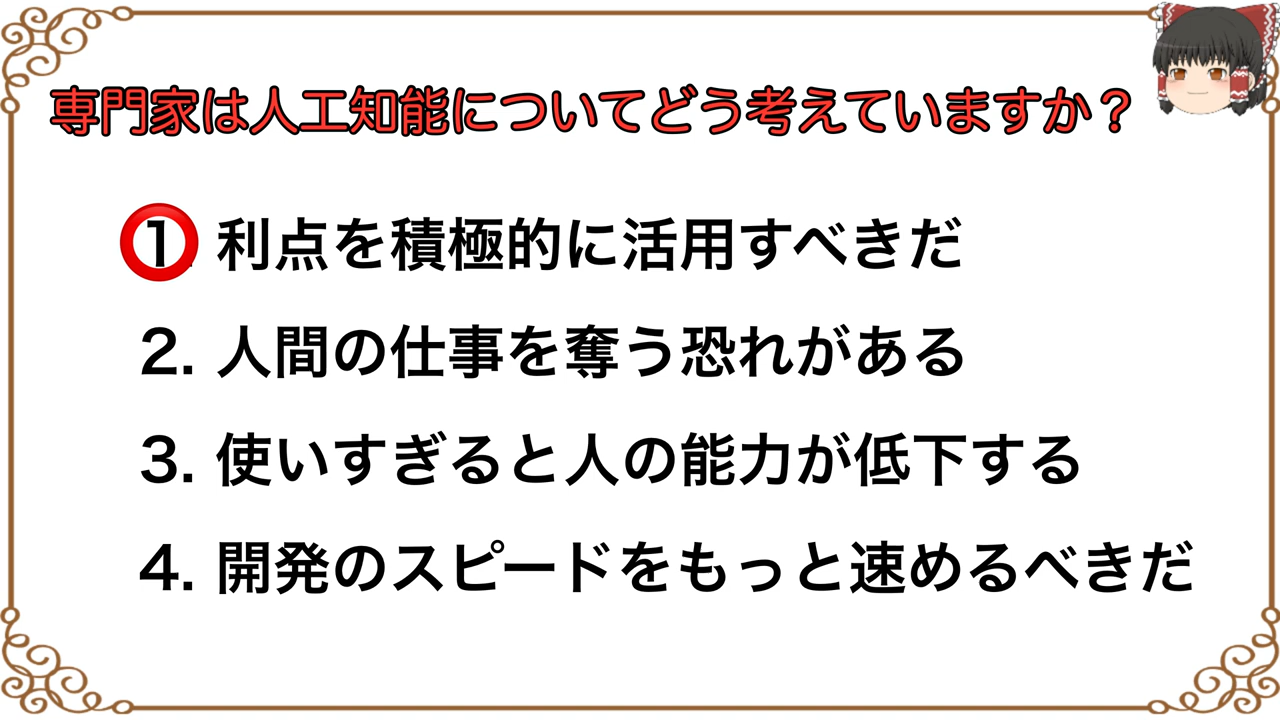 専門家は人工知能についてどう考えていますか？
1. 利点を積極的に活用すべきだ
2. 人間の仕事を奪う恐れがある
3. 使いすぎると人の能力が低下する
4. 開発のスピードをもっと速めるべきだ